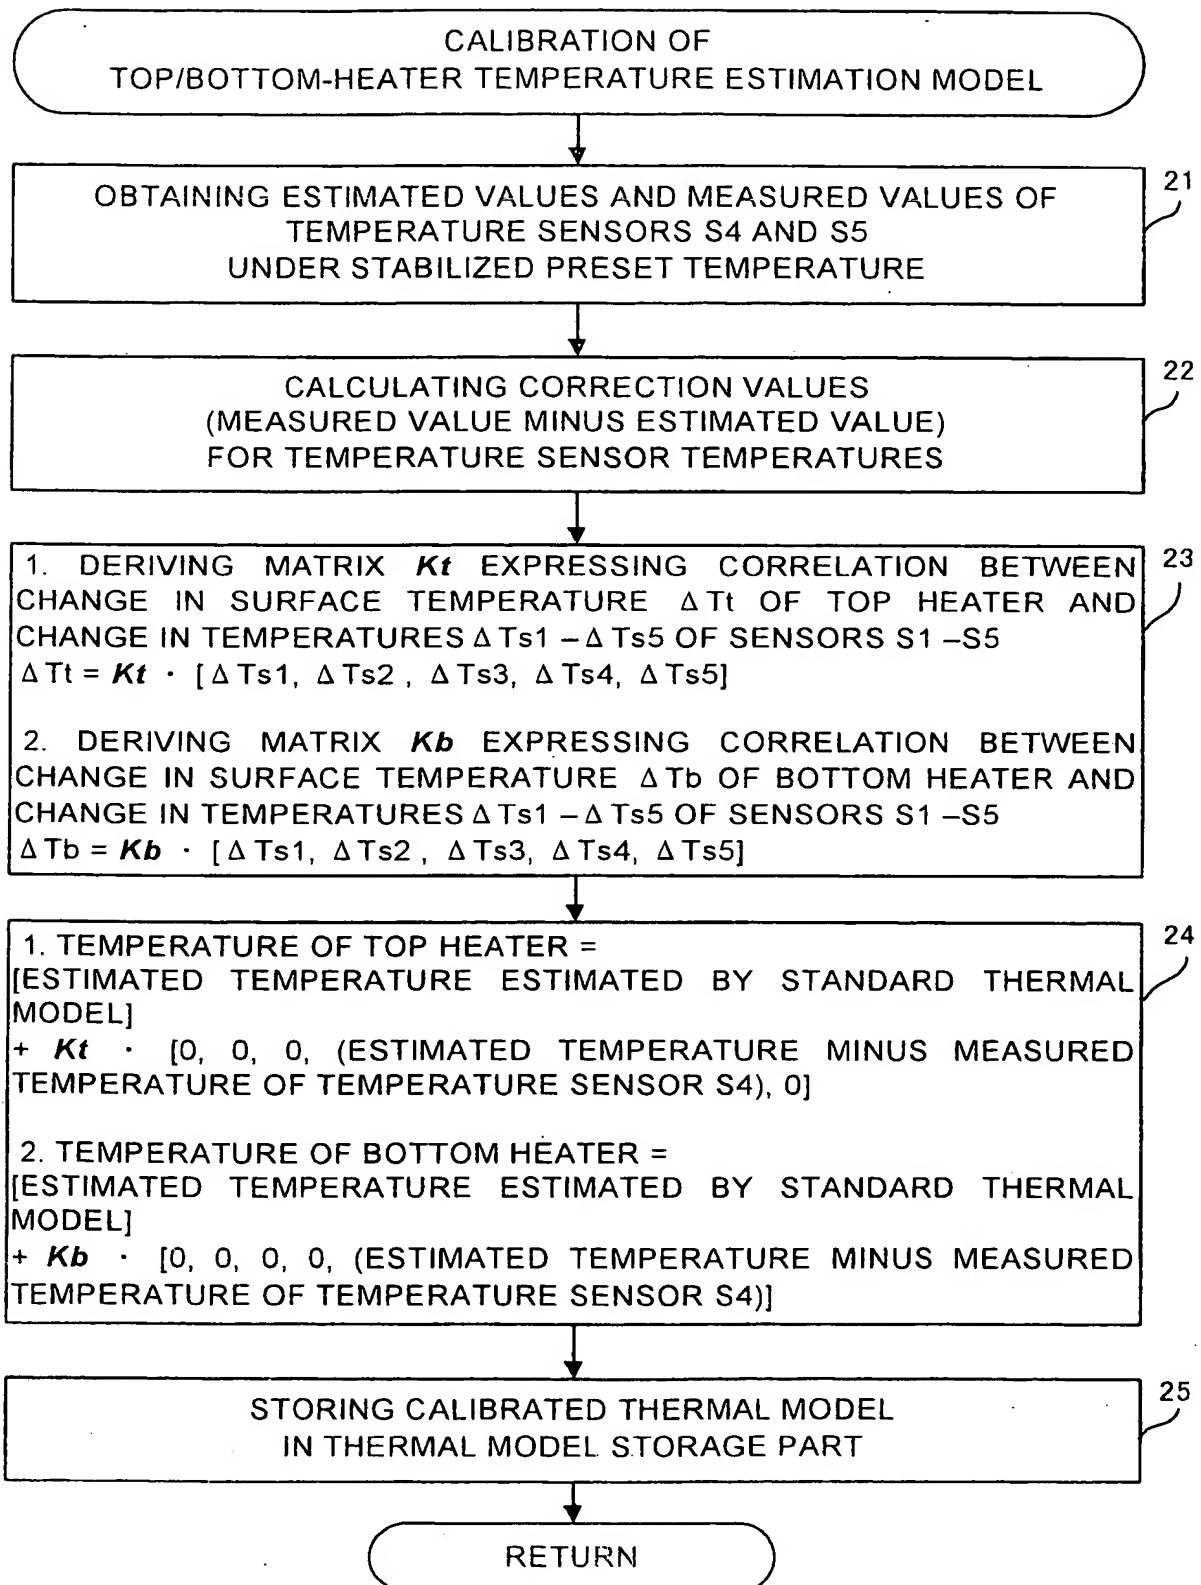 CALIBRATION OF
TOP/BOTTOM-HEATER TEMPERATURE ESTIMATION MODEL
21
OBTAINING ESTIMATED VALUES AND MEASURED VALUES OF
TEMPERATURE SENSORS S4 AND S5
UNDER STABILIZED PRESET TEMPERATURE
22
CALCULATING CORRECTION VALUES
(MEASURED VALUE MINUS ESTIMATED VALUE)
FOR TEMPERATURE SENSOR TEMPERATURES
23
1. DERIVING MATRIX Kt EXPRESSING CORRELATION BETWEEN
CHANGE IN SURFACE TEMPERATURE ΔTt OF TOP HEATER AND
CHANGE IN TEMPERATURES ΔTs1 –ΔTs5 OF SENSORS S1 –S5
ΔTt = Kt · [ΔTs1, ΔTs2 , ΔTs3, ΔTs4, ΔTs5]
2. DERIVING MATRIX Kb EXPRESSING CORRELATION BETWEEN
CHANGE IN SURFACE TEMPERATURE ΔTb OF BOTTOM HEATER AND
CHANGE IN TEMPERATURES ΔTs1 –ΔTs5 OF SENSORS S1 –S5
ΔTb = Kb · [ΔTs1, ΔTs2 , ΔTs3, ΔTs4, ΔTs5]
24
1. TEMPERATURE OF TOP HEATER =
[ESTIMATED TEMPERATURE ESTIMATED BY STANDARD THERMAL
MODEL]
+ Kt · [0, 0, 0, (ESTIMATED TEMPERATURE MINUS MEASURED
TEMPERATURE OF TEMPERATURE SENSOR S4), 0]
2. TEMPERATURE OF BOTTOM HEATER =
[ESTIMATED TEMPERATURE ESTIMATED BY STANDARD THERMAL
MODEL]
+ Kb · [0, 0, 0, 0, (ESTIMATED TEMPERATURE MINUS MEASURED
TEMPERATURE OF TEMPERATURE SENSOR S4)]
25
STORING CALIBRATED THERMAL MODEL
IN THERMAL MODEL STORAGE PART
RETURN